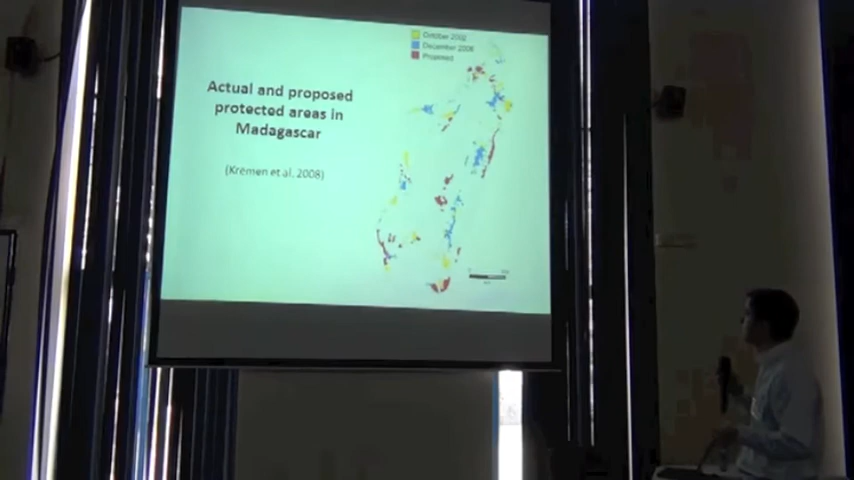 October 2002
December 2006
Proposed
Actual and proposed
protected areas in
Madagascar
(Kremen et al. 2008)